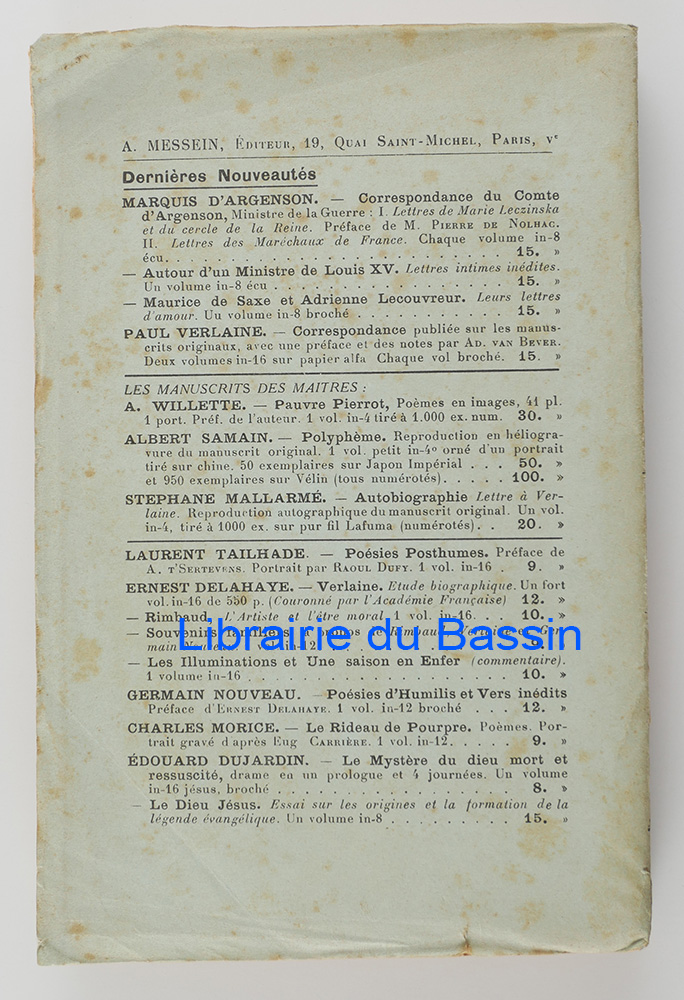 A. MESSEIN, Éditeur, 19, Quai Saint-Michel, Paris, Ve
Dernières Nouveautés
MARQUIS D'ARGENSON. — Correspondance du Comte
d'Argenson, Ministre de la Guerre : I. Lettres de Marie Leczinska
et du cercle de la Reine. Préface de M. Pierre de Nolhac.
II. Lettres des Maréchaux de France. Chaque volume in-8
écu. . . . . . . . . . . . . . . . . . . . . . . 15. »
— Autour d'un Ministre de Louis XV. Lettres intimes inédites.
Un volume in-8 écu . . . . . . . . . . . . . . . 15. »
— Maurice de Saxe et Adrienne Lecouvreur. Leurs lettres
d'amour. Uu volume in-8 broché . . . . . . . . . . . 15. »
PAUL VERLAINE. — Correspondance publiée sur les manus-
crits originaux, avec une préface et des notes par Ad. van Bever.
Deux volumes in-16 sur papier alfa Chaque vol broché. 15. »
LES MANUSCRITS DES MAITRES :
A. WILLETTE. — Pauvre Pierrot, Poèmes en images, 41 pl.
1 port. Préf. de l'auteur. 1 vol. in-4 tiré à 1.000 ex. num. 30. »
ALBERT SAMAIN. — Polyphème. Reproduction en héliogra-
vure du manuscrit original. 1 vol. petit in-4º orné d'un portrait
tiré sur chine. 50 exemplaires sur Japon Impérial . . . 50. »
et 950 exemplaires sur Vélin (tous numérotés). . . . . 100. »
STEPHANE MALLARMÉ. — Autobiographie Lettre à Ver-
laine. Reproduction autographique du manuscrit original. Un vol.
in-4, tiré à 1000 ex. sur pur fil Lafuma (numérotés). . 20. »
LAURENT TAILHADE. — Poésies Posthumes. Préface de
A. t'Sertevens. Portrait par Raoul Dufy. 1 vol. in-16 . 9. »
ERNEST DELAHAYE. — Verlaine. Etude biographique. Un fort
vol. in-16 de 550 p. (Couronné par l'Académie Française) 12. »
— Rimbaud. L'Artiste et l'être moral. 1 vol. in-16. . . 10. »
— Souvenirs familiers à propos de Rimbaud, Verlaine et Ger-
main Nouveau. 1 vol. in-12
Librairie du Bassin
— Les Illuminations et Une saison en Enfer (commentaire).
1 volume in-16 . . . . . . . . . . . . . . . . . 10. »
GERMAIN NOUVEAU. — Poésies d'Humilis et Vers inédits
Préface d'Ernest Delahaye. 1 vol. in-12 broché . . . 12. »
CHARLES MORICE. — Le Rideau de Pourpre. Poèmes. Por-
trait gravé d'après Eug Carrière. 1 vol. in-12. . . . . 9. »
ÉDOUARD DUJARDIN. — Le Mystère du dieu mort et
ressuscité, drame en un prologue et 4 journées. Un volume
in-16 jésus, broché . . . . . . . . . . . . . . . 8. »
— Le Dieu Jésus. Essai sur les origines et la formation de la
légende évangélique. Un volume in-8 . . . . . . . . . 15. »